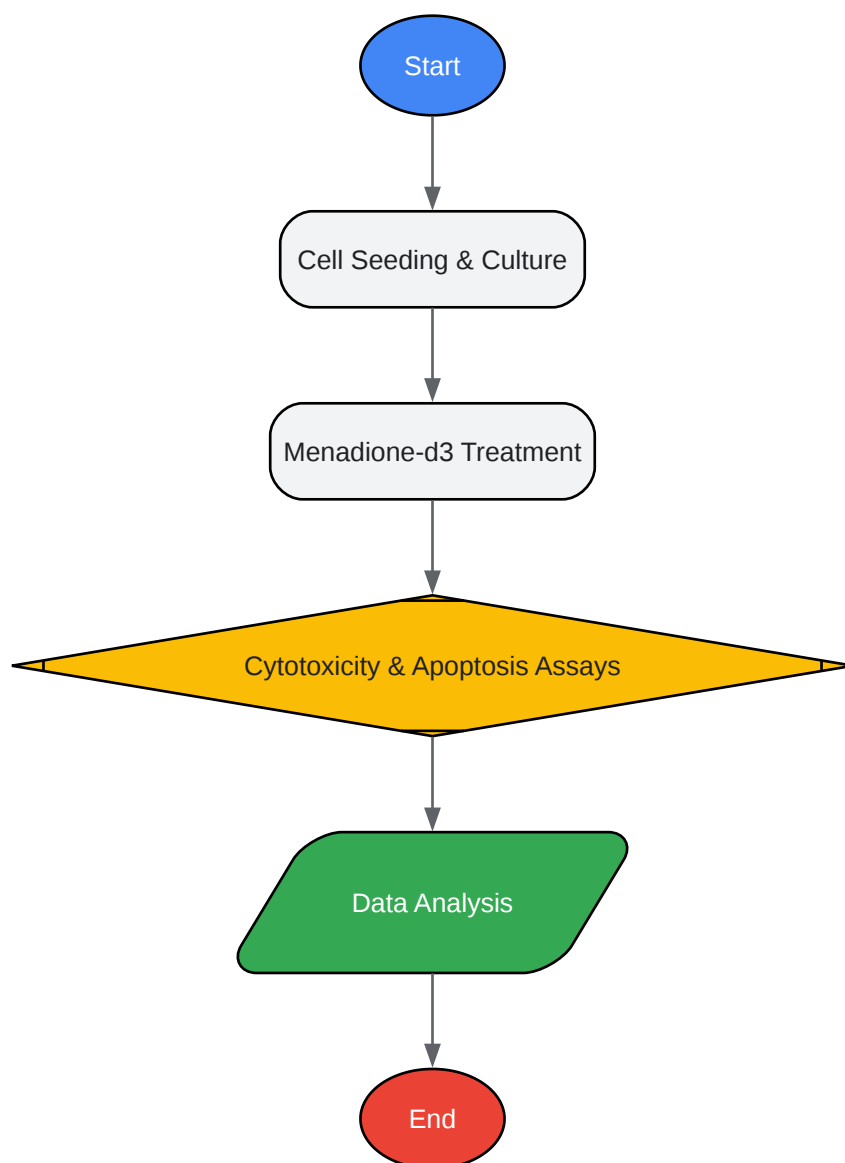 Start
Cell Seeding & Culture
Menadione-d3 Treatment
Cytotoxicity & Apoptosis Assays
Data Analysis
End